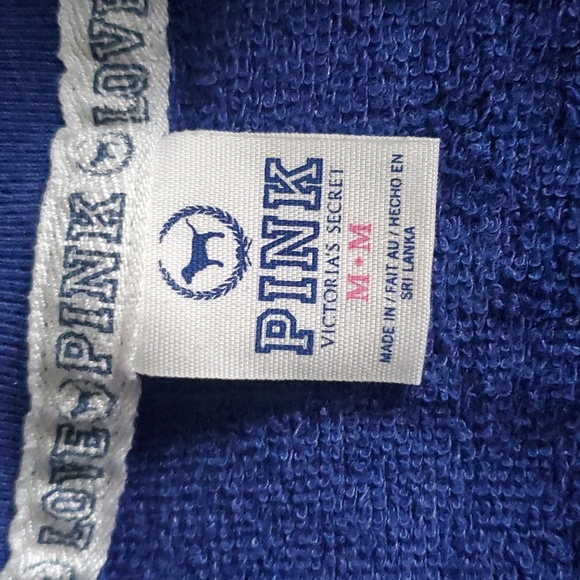 LOVE PINK LOVE
PINK
VICTORIA'S SECRET
M • M
MADE IN / FAIT AU / HECHO EN
SRI LANKA